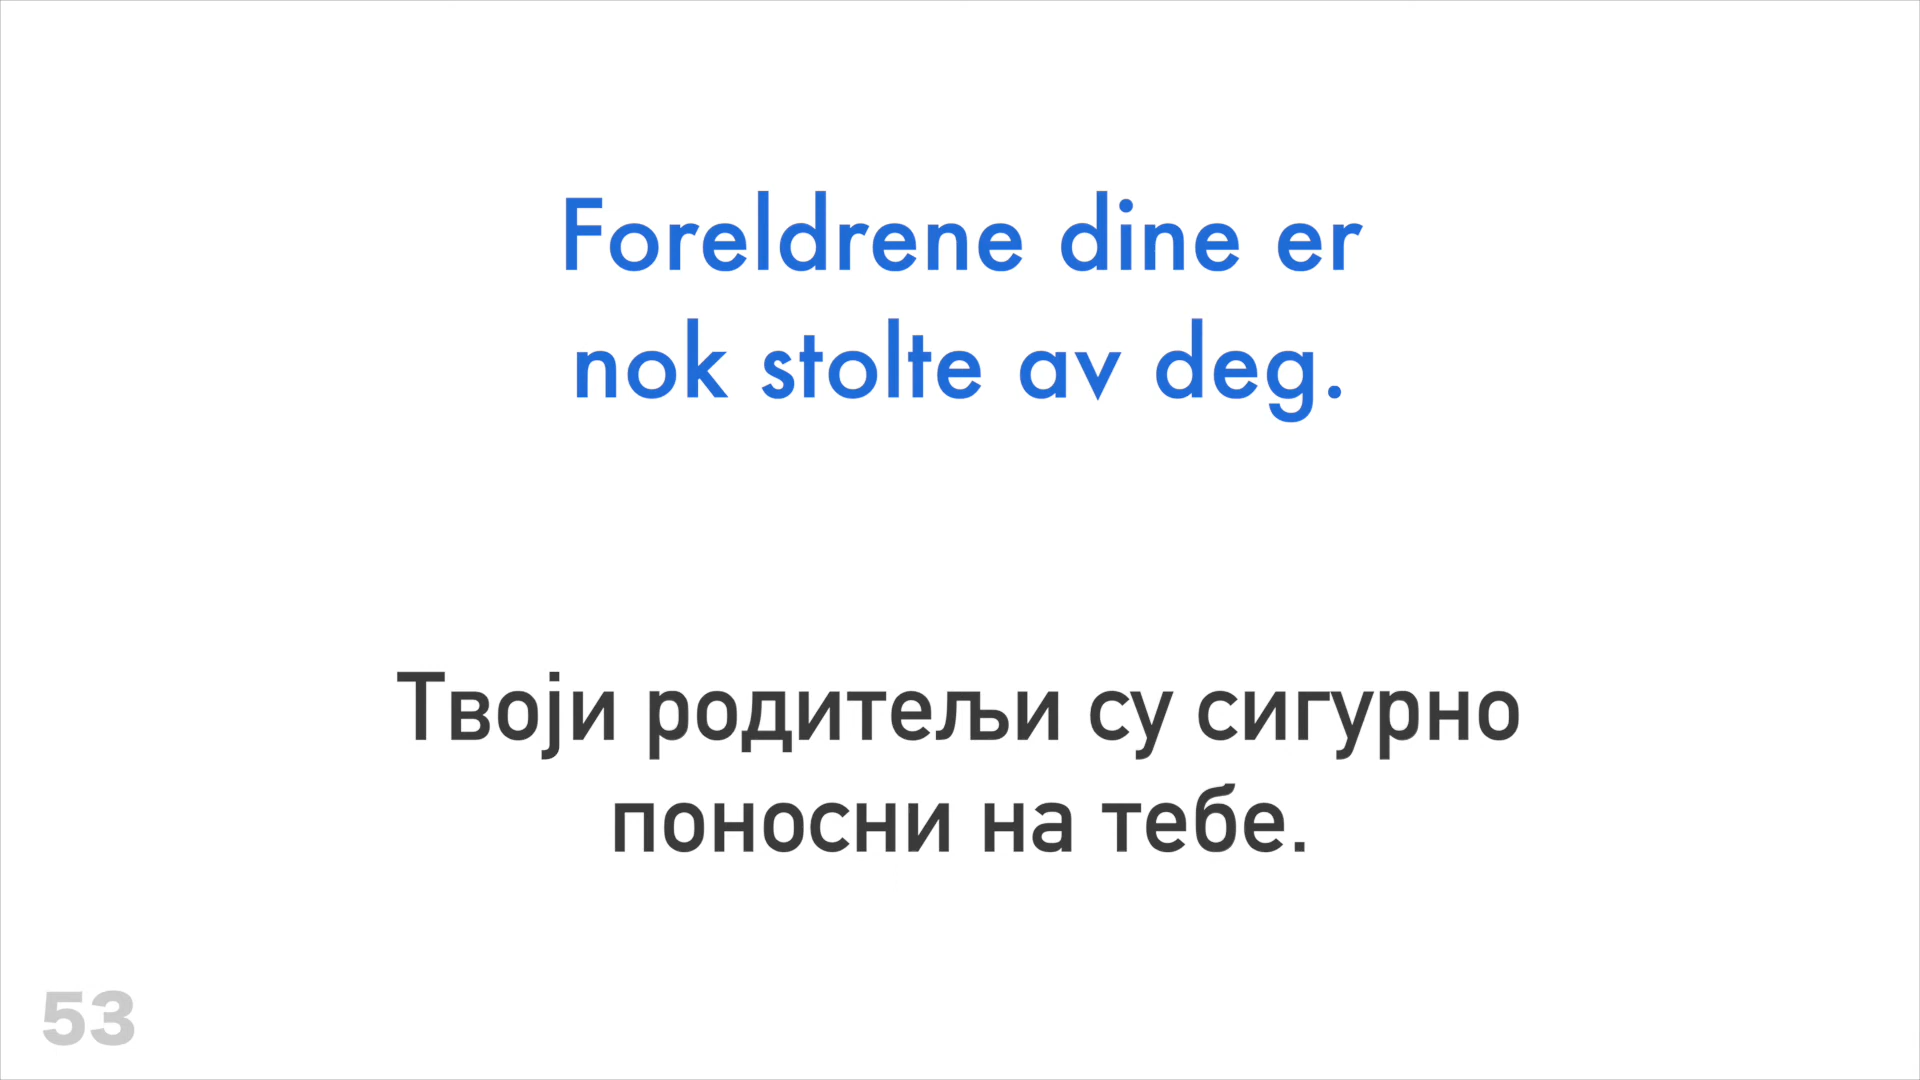 Foreldrene dine er
nok stolte av deg.
Твоји родитељи су сигурно
поносни на тебе.
53